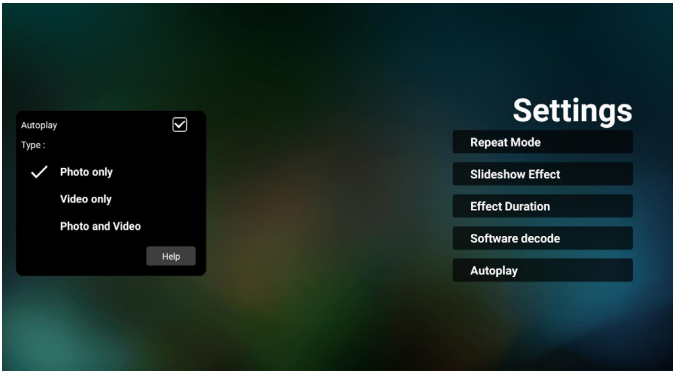 Settings
Autoplay
Type :
Photo only
Video only
Photo and Video
Help
Repeat Mode
Slideshow Effect
Effect Duration
Software decode
Autoplay